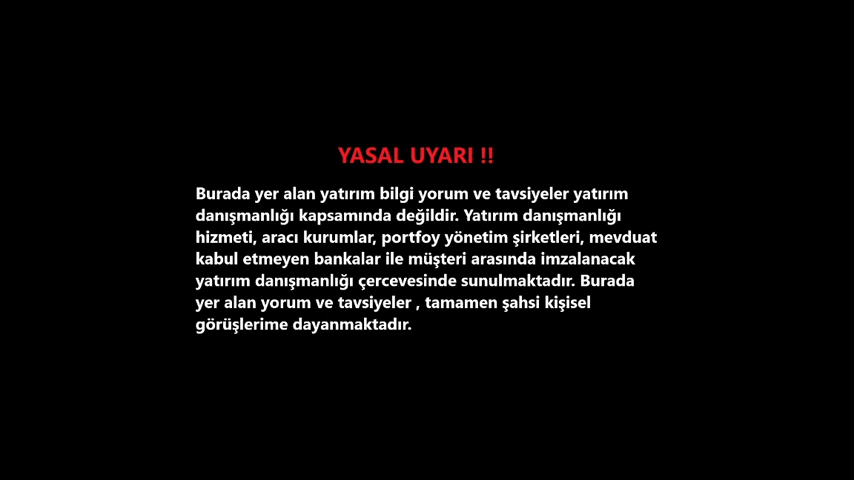 YASAL UYARI !!
Burada yer alan yatırım bilgi yorum ve tavsiyeler yatırım
danışmanlığı kapsamında değildir. Yatırım danışmanlığı
hizmeti, aracı kurumlar, portfoy yönetim şirketleri, mevduat
kabul etmeyen bankalar ile müşteri arasında imzalanacak
yatırım danışmanlığı çercevesinde sunulmaktadır. Burada
yer alan yorum ve tavsiyeler , tamamen şahsi kişisel
görüşlerime dayanmaktadır.